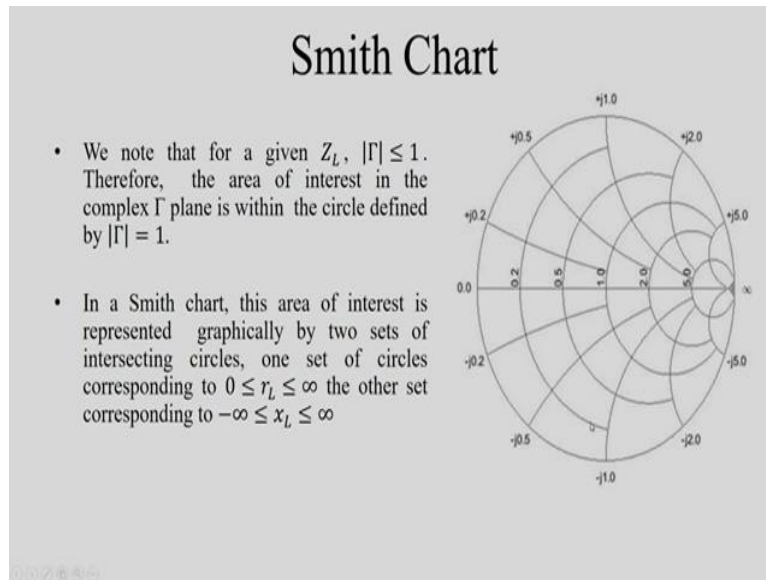 Smith Chart
• We note that for a given Z_L, |Γ| ≤ 1.
Therefore, the area of interest in the
complex Γ plane is within the circle defined
by |Γ| = 1.
• In a Smith chart, this area of interest is
represented graphically by two sets of
intersecting circles, one set of circles
corresponding to 0 ≤ r_L ≤ ∞ the other set
corresponding to −∞ ≤ x_L ≤ ∞
+j1.0
+j0.5
+j2.0
+j0.2
+j5.0
0.0
0.2
0.5
1.0
2.0
5.0
∞
-j0.2
-j5.0
-j0.5
-j2.0
-j1.0